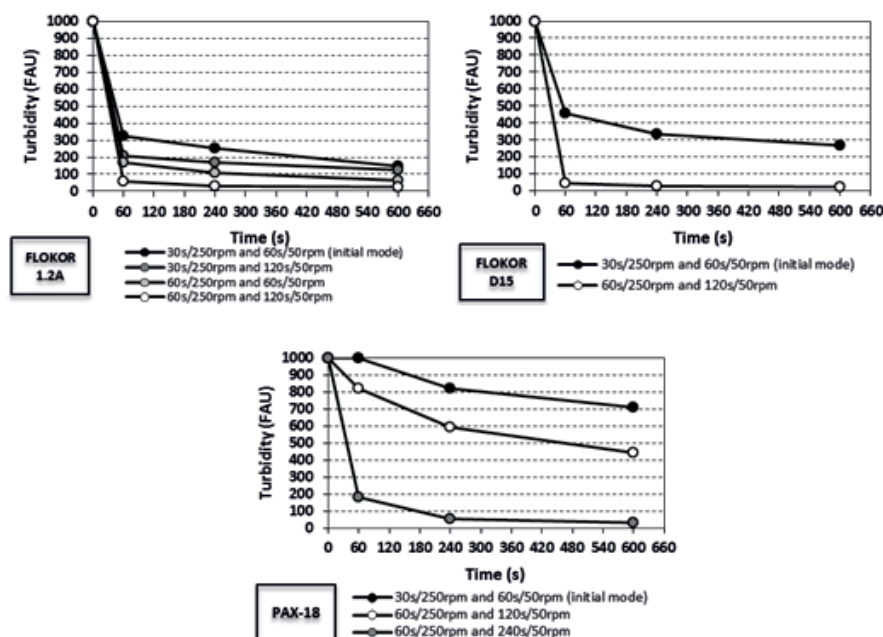 1000
900
800
700
600
500
400
300
200
100
0
Turbidity (FAU)
0 60 120 180 240 300 360 420 480 540 600 660
Time (s)
FLOKOR
1.2A
30s/250rpm and 60s/50rpm (initial mode)
30s/250rpm and 120s/50rpm
60s/250rpm and 60s/50rpm
60s/250rpm and 120s/50rpm
1000
900
800
700
600
500
400
300
200
100
0
Turbidity (FAU)
0 60 120 180 240 300 360 420 480 540 600 660
Time (s)
FLOKOR
D15
30s/250rpm and 60s/50rpm (initial mode)
60s/250rpm and 120s/50rpm
1000
900
800
700
600
500
400
300
200
100
0
Turbidity (FAU)
0 60 120 180 240 300 360 420 480 540 600 660
Time (s)
PAX-18
30s/250rpm and 60s/50rpm (initial mode)
60s/250rpm and 120s/50rpm
60s/250rpm and 240s/50rpm